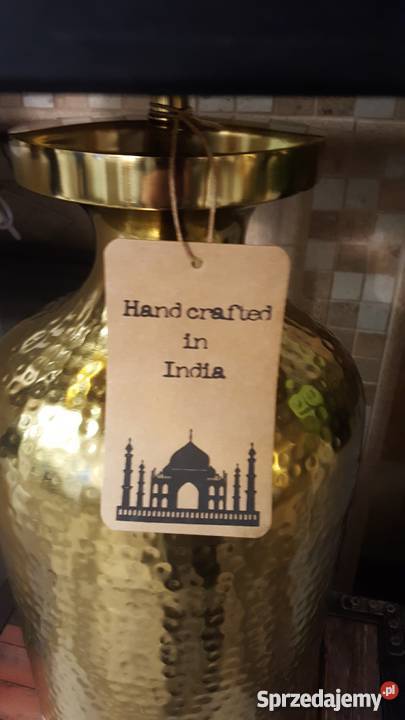 Hand crafted
in
India
Sprzedajemy.pl